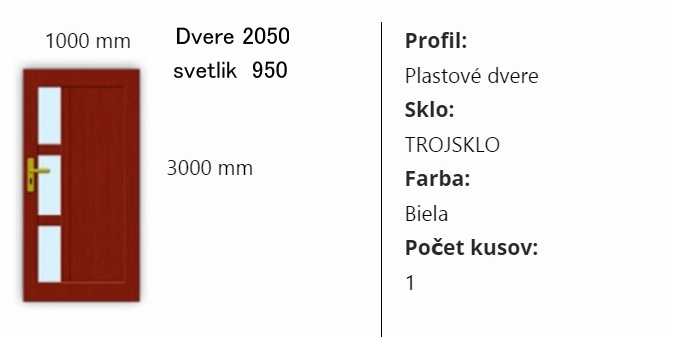 1000 mm
Dvere 2050
svetlik 950
3000 mm
Profil:
Plastové dvere
Sklo:
TROJSKLO
Farba:
Biela
Počet kusov:
1